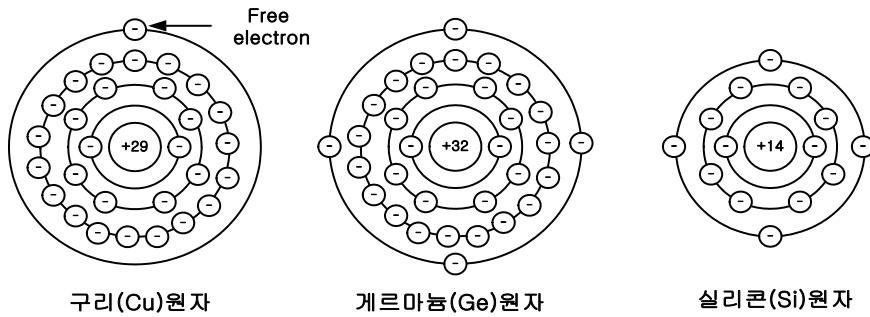 Free
electron
+29
+32
+14
구리(Cu)원자
게르마늄(Ge)원자
실리콘(Si)원자